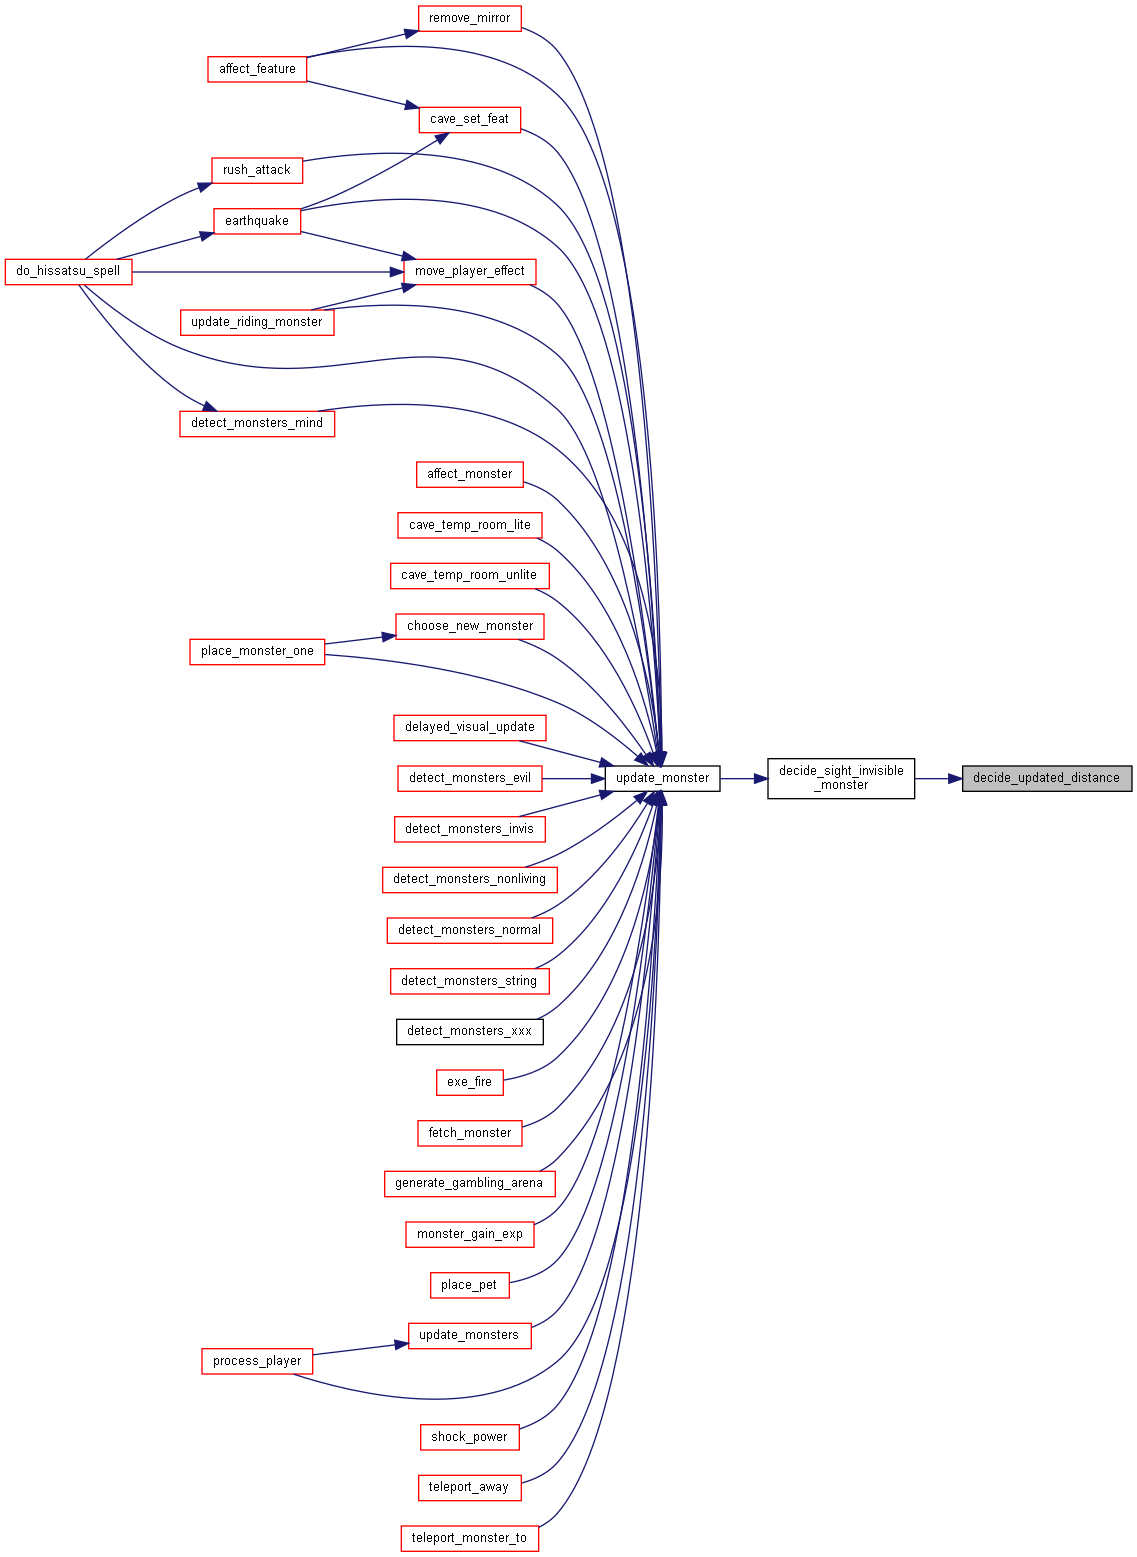 remove_mirror
affect_feature
cave_set_feat
rush_attack
earthquake
do_hissatsu_spell
move_player_effect
update_riding_monster
detect_monsters_mind
affect_monster
cave_temp_room_lite
cave_temp_room_unlite
choose_new_monster
place_monster_one
delayed_visual_update
detect_monsters_evil
update_monster
decide_sight_invisible
_monster
decide_updated_distance
detect_monsters_invis
detect_monsters_nonliving
detect_monsters_normal
detect_monsters_string
detect_monsters_xxx
exe_fire
fetch_monster
generate_gambling_arena
monster_gain_exp
place_pet
update_monsters
process_player
shock_power
teleport_away
teleport_monster_to